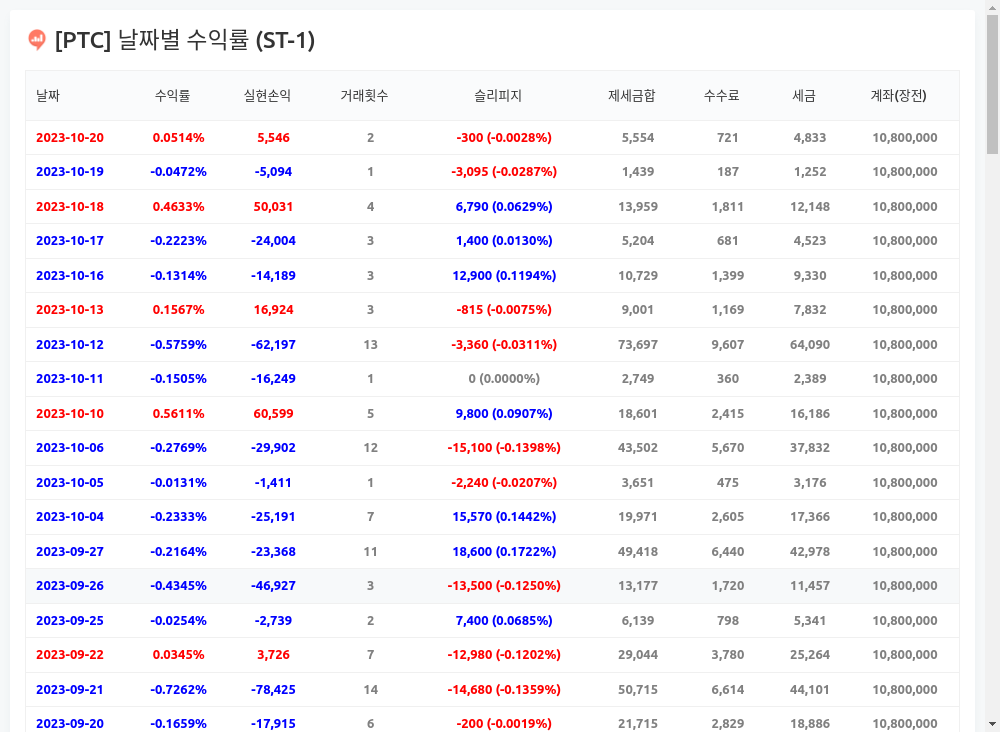 [PTC] 날짜별 수익률 (ST-1)
날짜 수익률 실현손익 거래횟수 슬리피지 제세금합 수수료 세금 계좌(장전)
2023-10-20 0.0514% 5,546 2 -300 (-0.0028%) 5,554 721 4,833 10,800,000
2023-10-19 -0.0472% -5,094 1 -3,095 (-0.0287%) 1,439 187 1,252 10,800,000
2023-10-18 0.4633% 50,031 4 6,790 (0.0629%) 13,959 1,811 12,148 10,800,000
2023-10-17 -0.2223% -24,004 3 1,400 (0.0130%) 5,204 681 4,523 10,800,000
2023-10-16 -0.1314% -14,189 3 12,900 (0.1194%) 10,729 1,399 9,330 10,800,000
2023-10-13 0.1567% 16,924 3 -815 (-0.0075%) 9,001 1,169 7,832 10,800,000
2023-10-12 -0.5759% -62,197 13 -3,360 (-0.0311%) 73,697 9,607 64,090 10,800,000
2023-10-11 -0.1505% -16,249 1 0 (0.0000%) 2,749 360 2,389 10,800,000
2023-10-10 0.5611% 60,599 5 9,800 (0.0907%) 18,601 2,415 16,186 10,800,000
2023-10-06 -0.2769% -29,902 12 -15,100 (-0.1398%) 43,502 5,670 37,832 10,800,000
2023-10-05 -0.0131% -1,411 1 -2,240 (-0.0207%) 3,651 475 3,176 10,800,000
2023-10-04 -0.2333% -25,191 7 15,570 (0.1442%) 19,971 2,605 17,366 10,800,000
2023-09-27 -0.2164% -23,368 11 18,600 (0.1722%) 49,418 6,440 42,978 10,800,000
2023-09-26 -0.4345% -46,927 3 -13,500 (-0.1250%) 13,177 1,720 11,457 10,800,000
2023-09-25 -0.0254% -2,739 2 7,400 (0.0685%) 6,139 798 5,341 10,800,000
2023-09-22 0.0345% 3,726 7 -12,980 (-0.1202%) 29,044 3,780 25,264 10,800,000
2023-09-21 -0.7262% -78,425 14 -14,680 (-0.1359%) 50,715 6,614 44,101 10,800,000
2023-09-20 -0.1659% -17,915 6 -200 (-0.0019%) 21,715 2,829 18,886 10,800,000